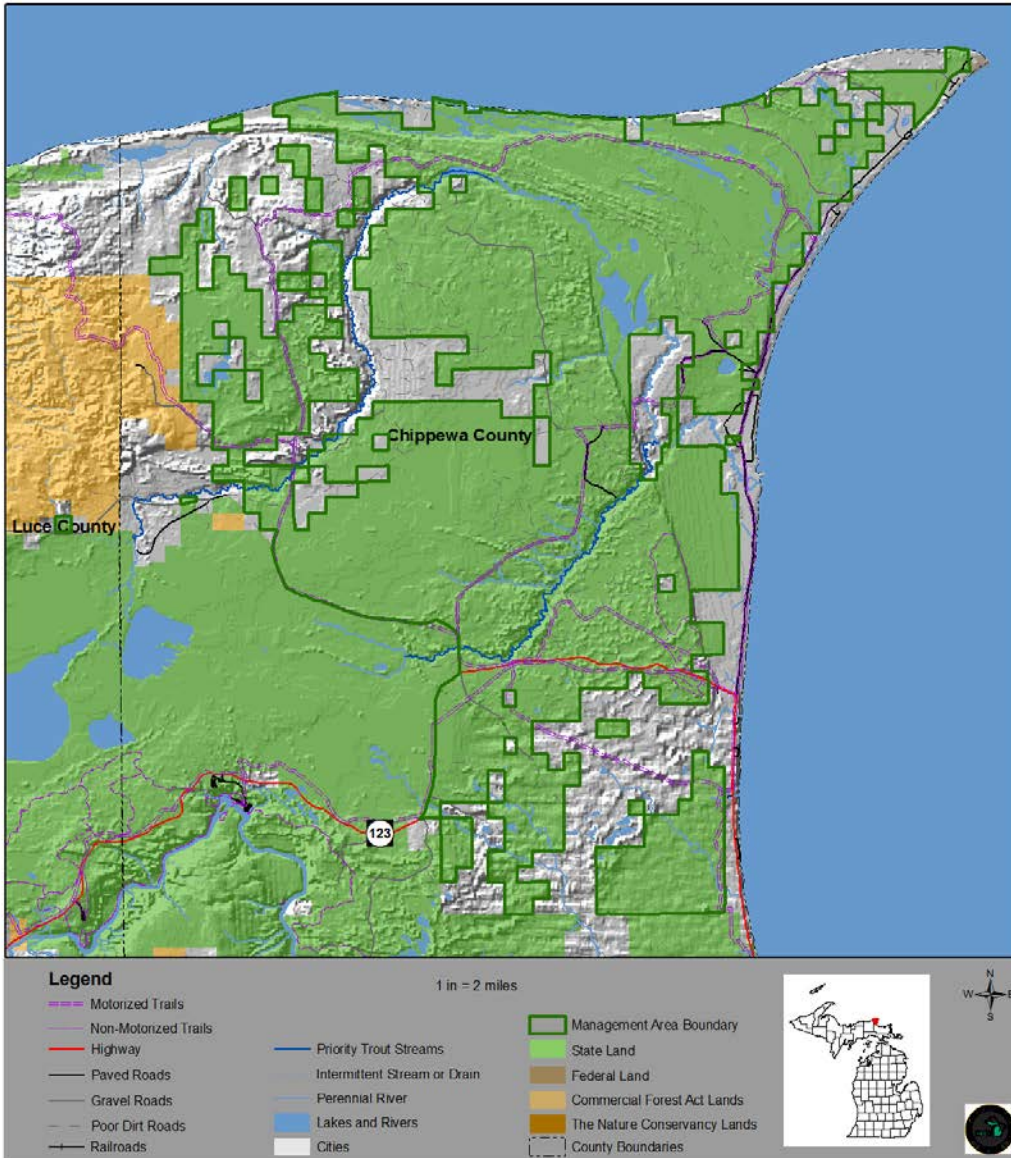 Chippewa County
Luce County
123
Legend
Motorized Trails
Non-Motorized Trails
Highway
Paved Roads
Gravel Roads
Poor Dirt Roads
Railroads
1 in = 2 miles
Priority Trout Streams
Intermittent Stream or Drain
Perennial River
Lakes and Rivers
Cities
Management Area Boundary
State Land
Federal Land
Commercial Forest Act Lands
The Nature Conservancy Lands
County Boundaries
N
W E
S